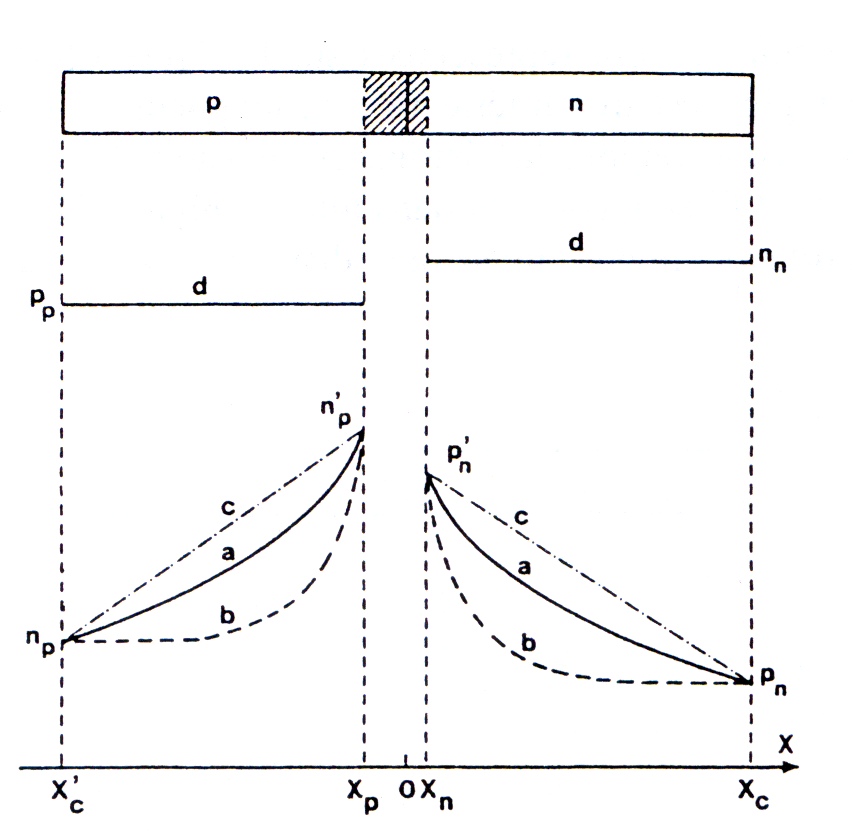 p n
d n_n
p_p d
n'_p
p'_n
c c
a a
n_p b b
p_n
X
X'_c X_p 0 X_n X_c